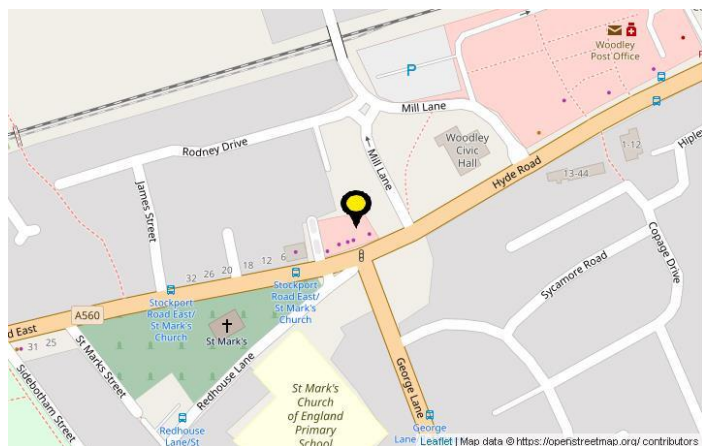 Woodley
Post Office
P
Mill Lane
Woodley
Civic
Hall
Mill Lane
Rodney Drive
James Street
Hyde Road
1-12
13-44
Copage Drive
Sycamore Road
32
26
20
18
12
6
Stockport
Road East/
St Mark's
Church
Stockport
Road East/
St Mark's
Church
A560
St Mark's
31
25
St Marks Street
Sidebotham Street
Redhouse Lane
George Lane
St Mark's
Church
of England
Primary
School
Redhouse
Lane/St
George
Lane
Leaflet | Map data © https://openstreetmap.org/ contributors